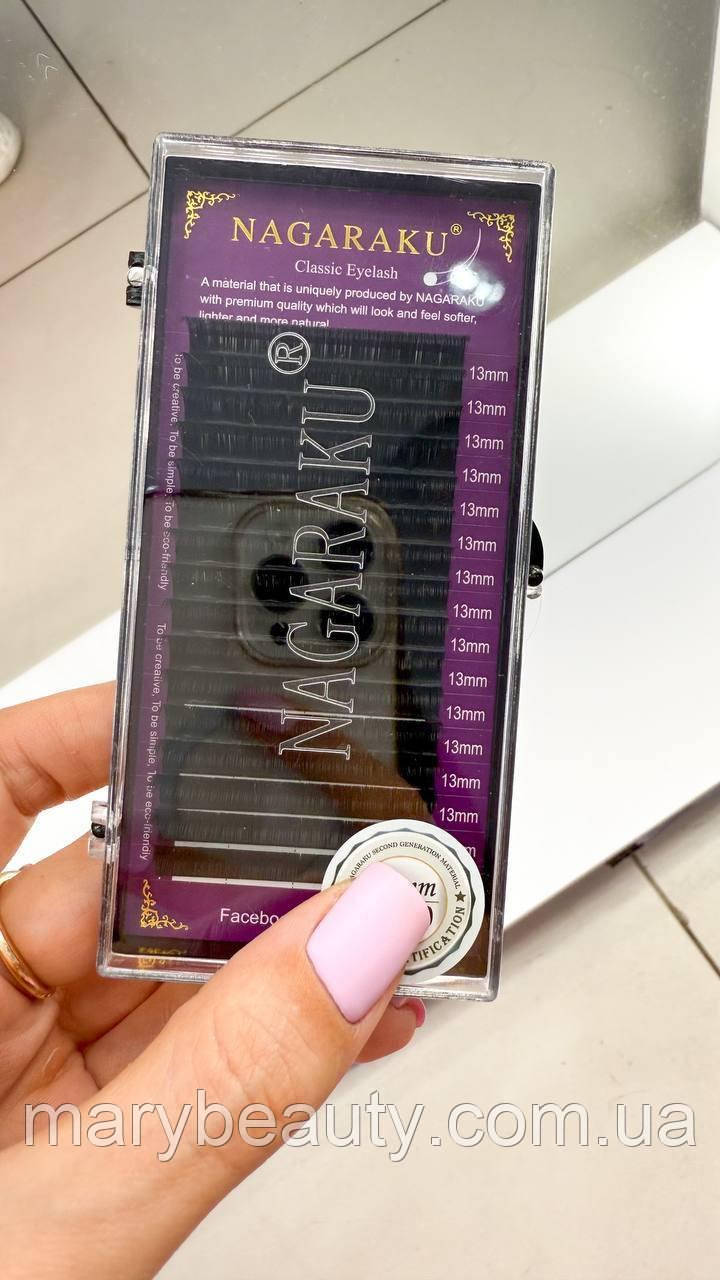 NAGARAKU®
Classic Eyelash
A material that is uniquely produced by NAGARAKU
with premium quality which will look and feel softer,
lighter and more natural
NAGARAKU®
To be creative, To be simple, To be eco-friendly
To be creative, To be simple, To be eco-friendly
13mm
13mm
13mm
13mm
13mm
13mm
13mm
13mm
13mm
13mm
13mm
13mm
13mm
13mm
NAGARAKU SECOND GENERATION MATERIAL
marybeauty.com.ua